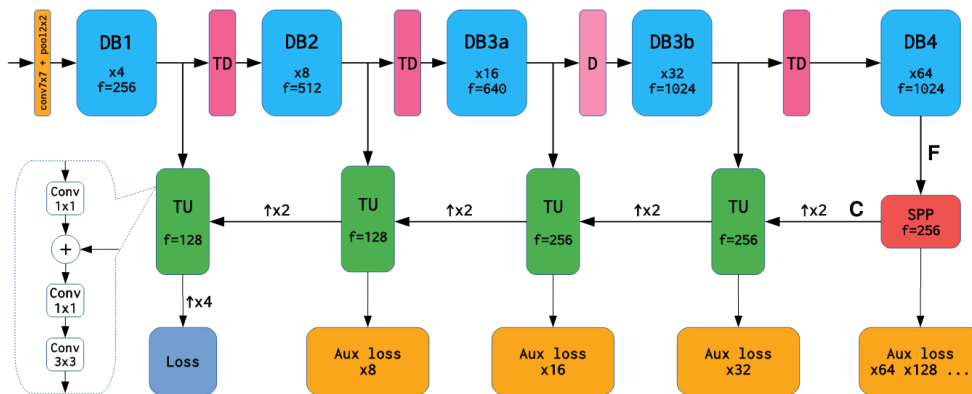 conv7x7 + pool2x2
DB1
x4
f=256
TD
DB2
x8
f=512
TD
DB3a
x16
f=640
D
DB3b
x32
f=1024
TD
DB4
x64
f=1024
F
Conv
1x1
+
Conv
1x1
Conv
3x3
TU
f=128
↑x2
TU
f=128
↑x2
TU
f=256
↑x2
TU
f=256
↑x2
C
SPP
f=256
↑x4
Loss
Aux loss
x8
Aux loss
x16
Aux loss
x32
Aux loss
x64 x128 ...